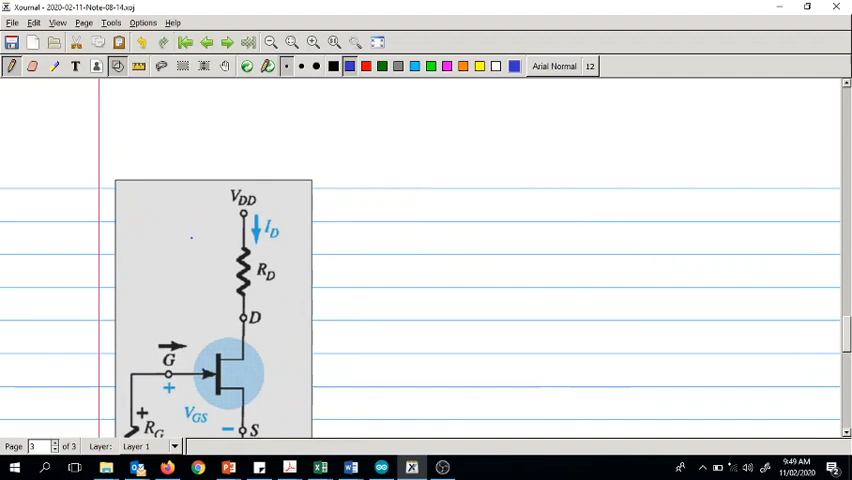 2020-02-11-Note-08-14.xoj
File Edit View Page Tools Options Help
T Arial Normal 12
VDD
ID
RD
D
G
+
VGS
+
RG
− S
Page 3 of 3 Layer: Layer 1
9:49 AM
11/02/2020
2